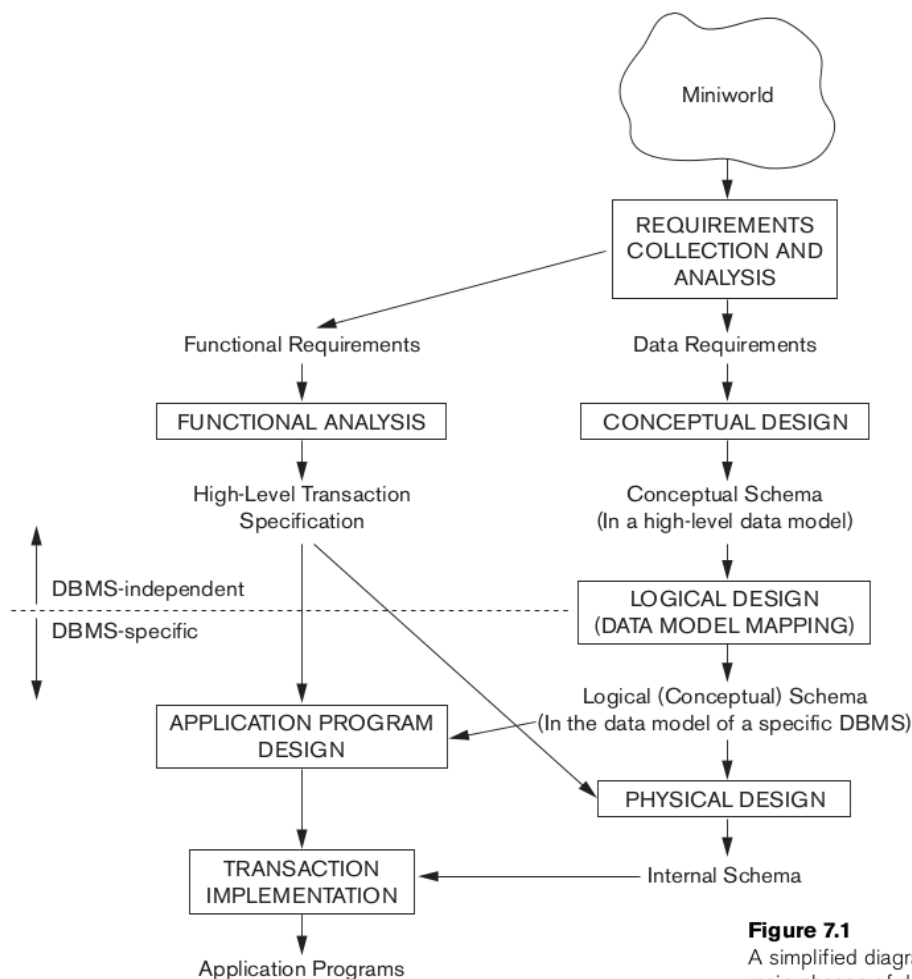 Miniworld
REQUIREMENTS
COLLECTION AND
ANALYSIS
Functional Requirements
Data Requirements
FUNCTIONAL ANALYSIS
CONCEPTUAL DESIGN
High-Level Transaction
Specification
Conceptual Schema
(In a high-level data model)
DBMS-independent
DBMS-specific
LOGICAL DESIGN
(DATA MODEL MAPPING)
Logical (Conceptual) Schema
(In the data model of a specific DBMS)
APPLICATION PROGRAM
DESIGN
PHYSICAL DESIGN
TRANSACTION
IMPLEMENTATION
Internal Schema
Application Programs
Figure 7.1
A simplified diagra